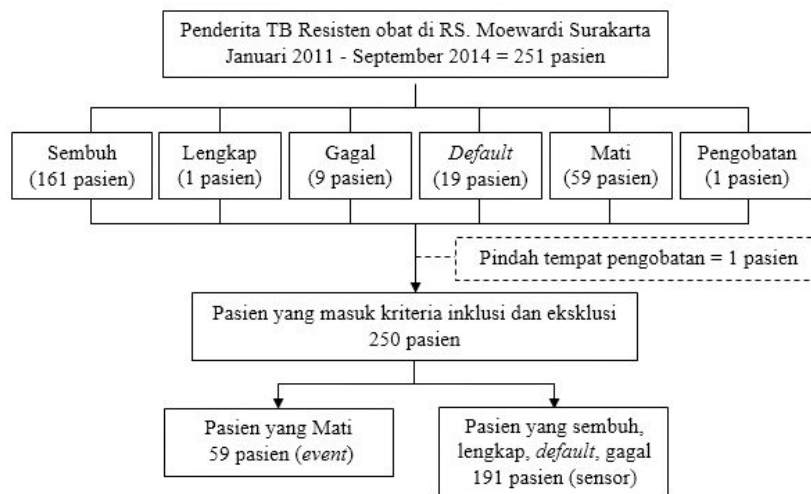 Penderita TB Resisten obat di RS. Moewardi Surakarta
Januari 2011 - September 2014 = 251 pasien
Sembuh
(161 pasien)
Lengkap
(1 pasien)
Gagal
(9 pasien)
Default
(19 pasien)
Mati
(59 pasien)
Pengobatan
(1 pasien)
Pindah tempat pengobatan = 1 pasien
Pasien yang masuk kriteria inklusi dan eksklusi
250 pasien
Pasien yang Mati
59 pasien (event)
Pasien yang sembuh,
lengkap, default, gagal
191 pasien (sensor)